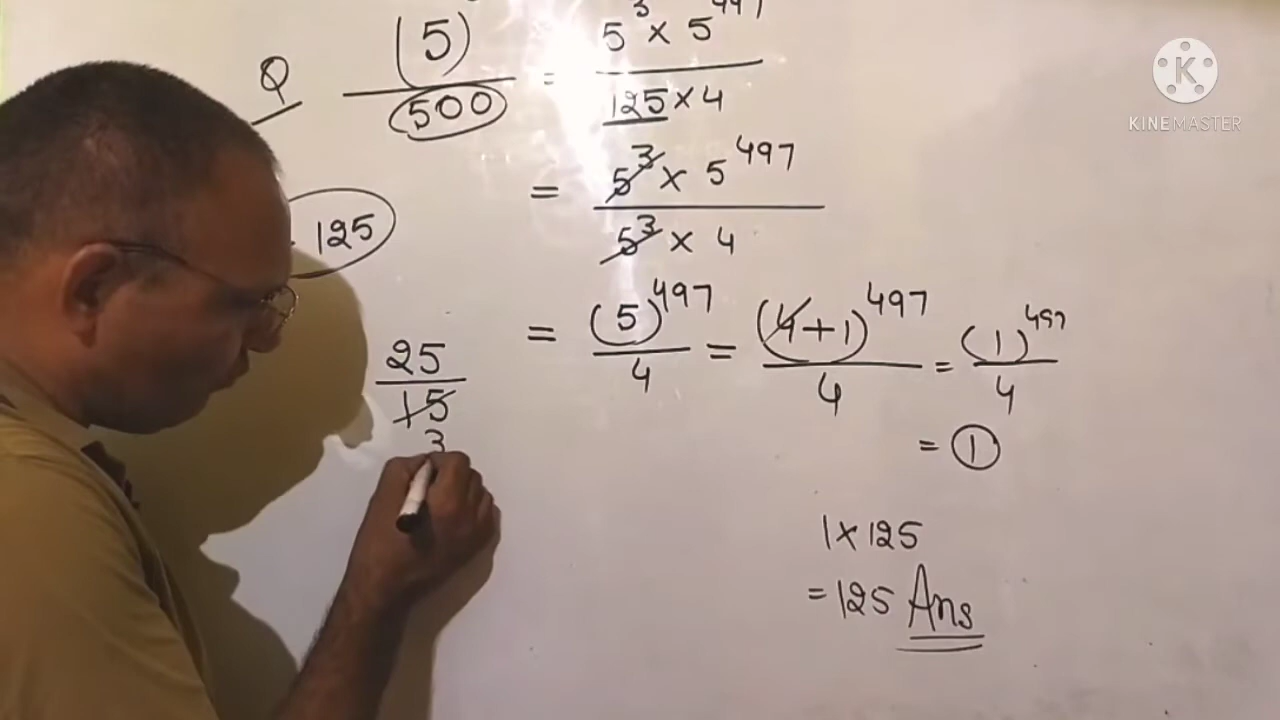 Q (5) / 500 = 5^3 × 5^497 / 125 × 4
= 5^3 × 5^497 / 5^3 × 4
125
= (5)^497 / 4 = (4+1)^497 / 4 = (1)^497 / 4
= 1
25 / 15
3
1 × 125
= 125 Ans
K
KINEMASTER